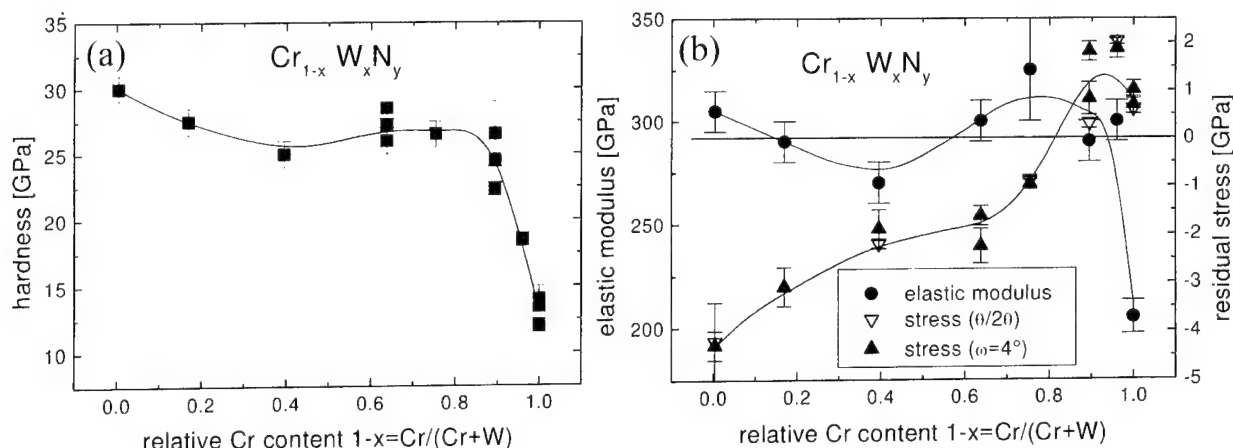 (a)
Cr1-x WxNy
hardness [GPa]
35
30
25
20
15
10
0.0 0.2 0.4 0.6 0.8 1.0
relative Cr content 1-x=Cr/(Cr+W)
(b)
Cr1-x WxNy
elastic modulus [GPa]
350
300
250
200
residual stress [GPa]
2
1
0
-1
-2
-3
-4
-5
elastic modulus
stress (θ/2θ)
stress (ω=4°)
0.0 0.2 0.4 0.6 0.8 1.0
relative Cr content 1-x=Cr/(Cr+W)